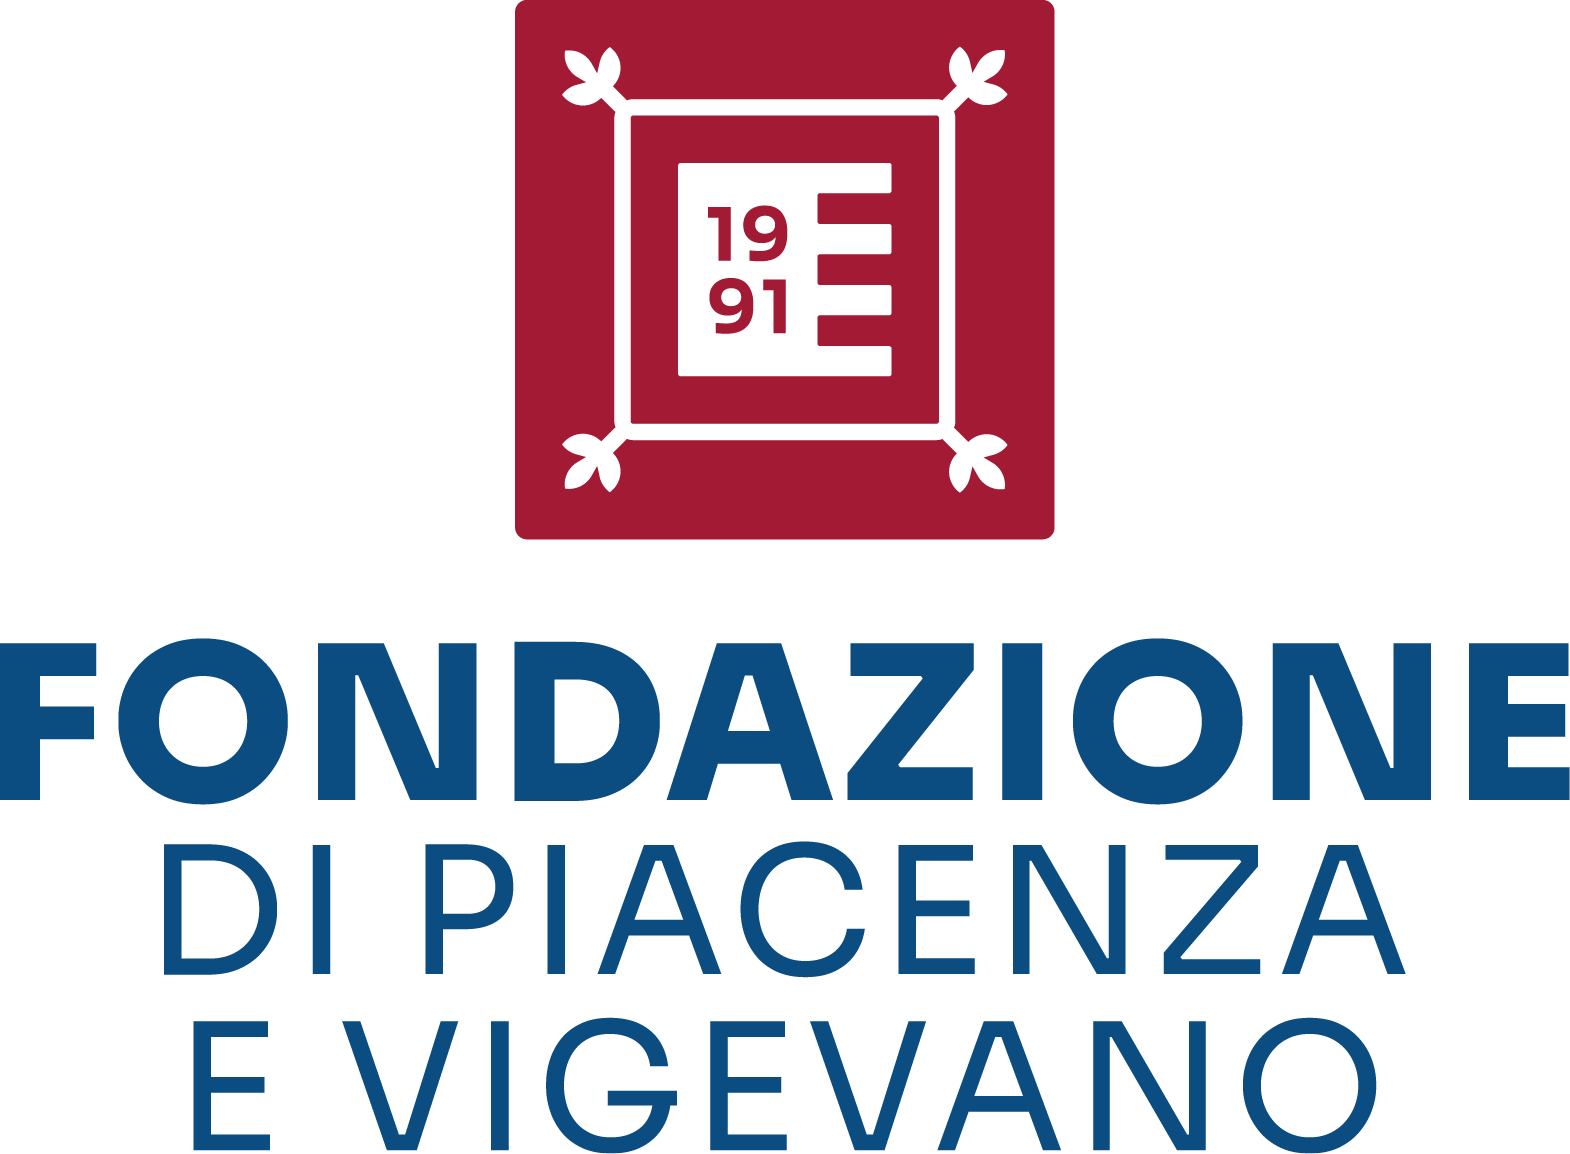 19
91
FONDAZIONE
DI PIACENZA
E VIGEVANO